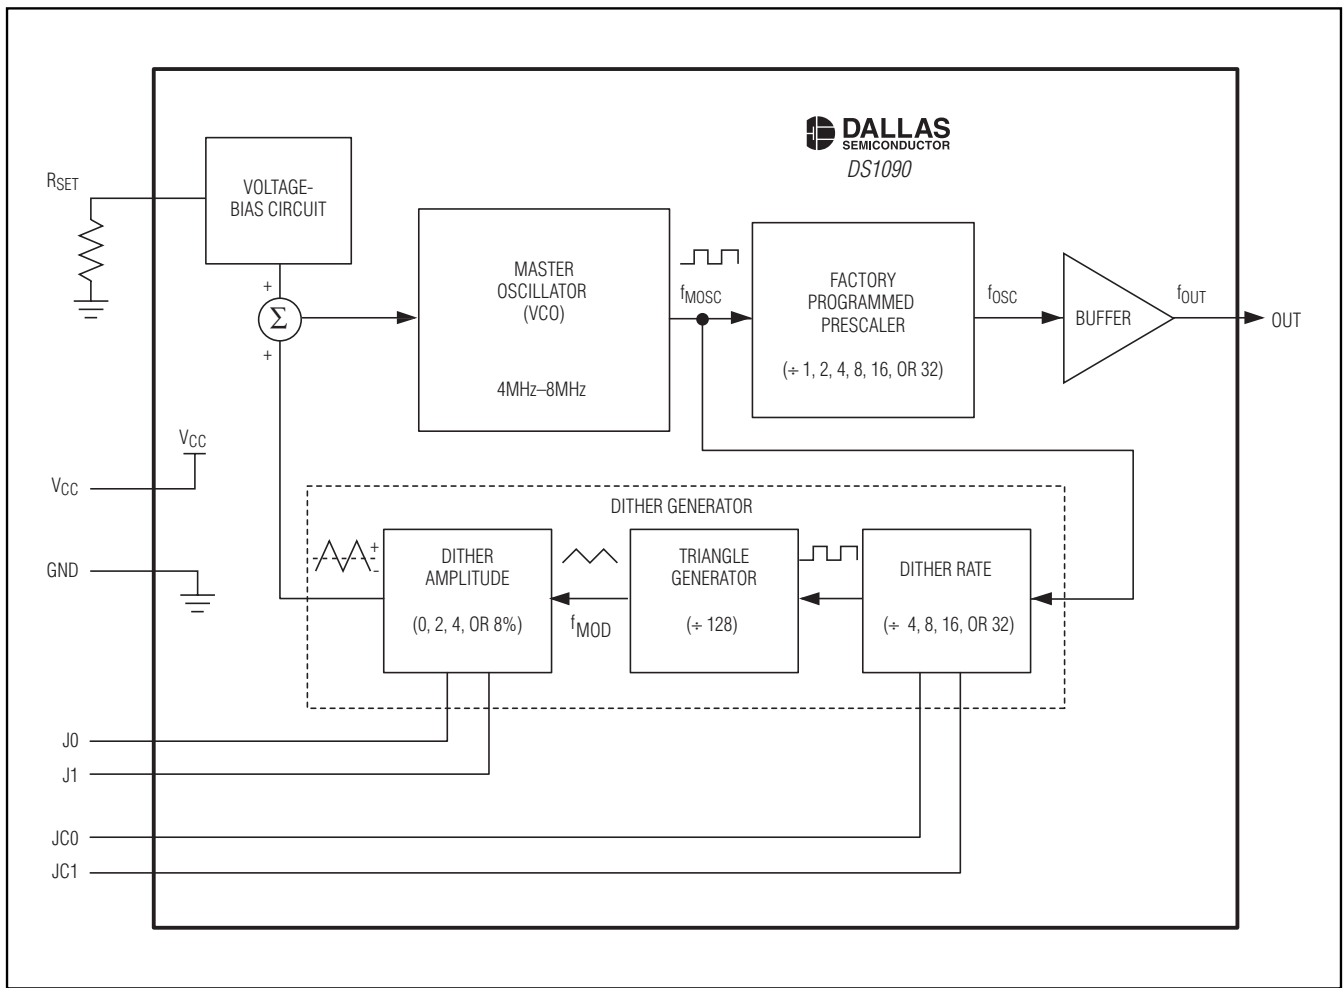 DALLAS
SEMICONDUCTOR
DS1090
RSET
VOLTAGE-
BIAS CIRCUIT
+
Σ
+
MASTER
OSCILLATOR
(VCO)
4MHz–8MHz
fMOSC
FACTORY
PROGRAMMED
PRESCALER
(÷ 1, 2, 4, 8, 16, OR 32)
fOSC
BUFFER
fOUT
OUT
VCC
VCC
GND
DITHER GENERATOR
+
-
DITHER
AMPLITUDE
(0, 2, 4, OR 8%)
fMOD
TRIANGLE
GENERATOR
(÷ 128)
DITHER RATE
(÷ 4, 8, 16, OR 32)
J0
J1
JC0
JC1